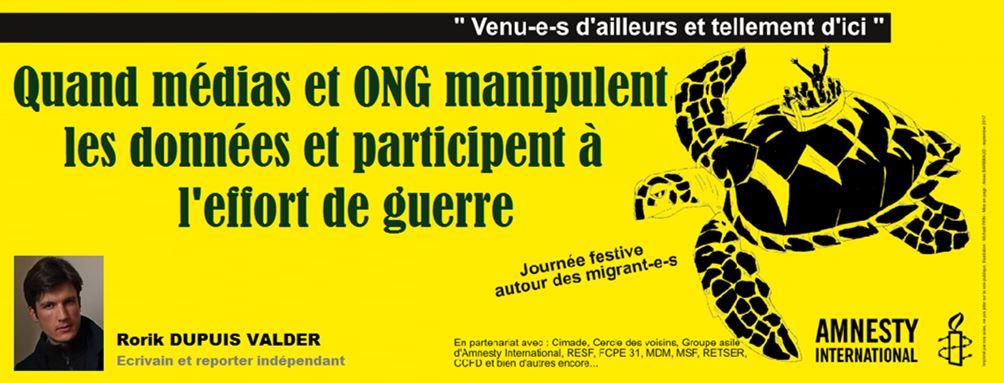 " Venu-e-s d'ailleurs et tellement d'ici "
Quand médias et ONG manipulent
les données et participent à
l'effort de guerre
Journée festive
autour des migrant-e-s
Rorik DUPUIS VALDER
Ecrivain et reporter indépendant
En partenariat avec : Cimade, Cercle des voisins, Groupe asile
d'Amnesty International, RESF, FCPE 31, MDM, MSF, RETSER,
CCFD et bien d'autres encore...
AMNESTY
INTERNATIONAL